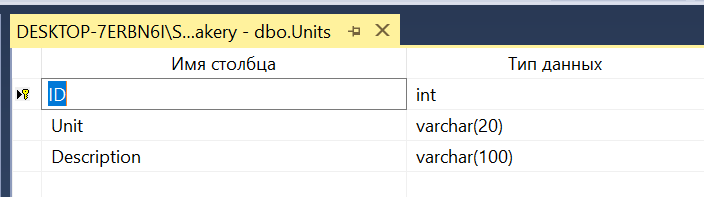 DESKTOP-7ERBN6I\S...akery - dbo.Units
Имя столбца Тип данных
ID int
Unit varchar(20)
Description varchar(100)